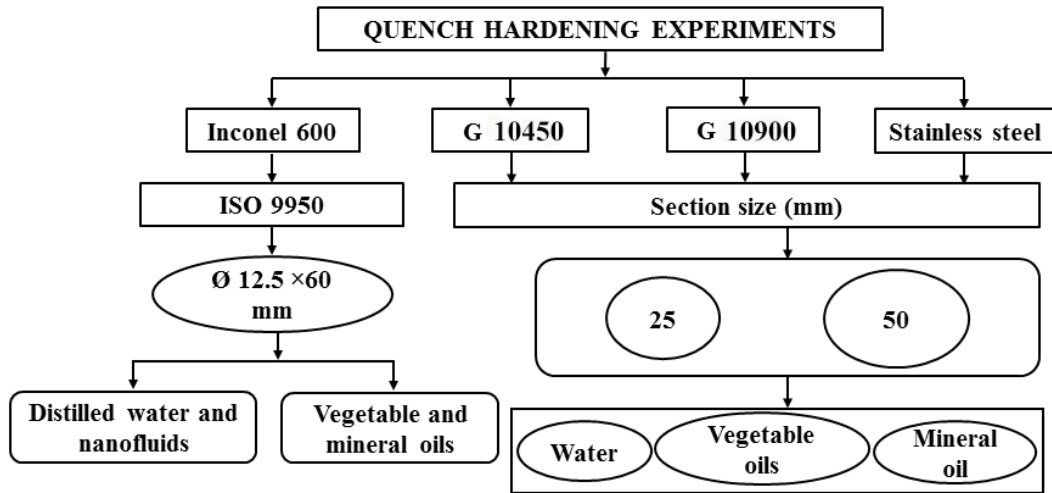 QUENCH HARDENING EXPERIMENTS
Inconel 600
G 10450
G 10900
Stainless steel
ISO 9950
Section size (mm)
Ø 12.5 ×60
mm
25
50
Distilled water and
nanofluids
Vegetable and
mineral oils
Water
Vegetable
oils
Mineral
oil